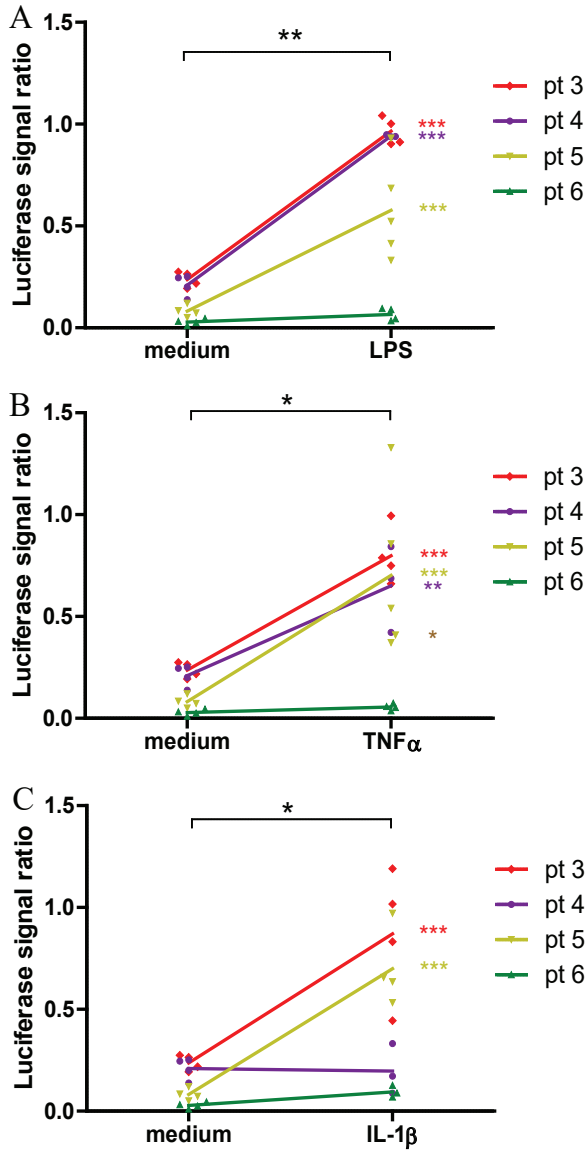 A
Luciferase signal ratio
1.5
1.0
0.5
0.0
**
***
***
***
medium LPS
pt 3
pt 4
pt 5
pt 6
B
Luciferase signal ratio
1.5
1.0
0.5
0.0
*
***
***
**
*
medium TNFα
pt 3
pt 4
pt 5
pt 6
C
Luciferase signal ratio
1.5
1.0
0.5
0.0
*
***
***
medium IL-1β
pt 3
pt 4
pt 5
pt 6